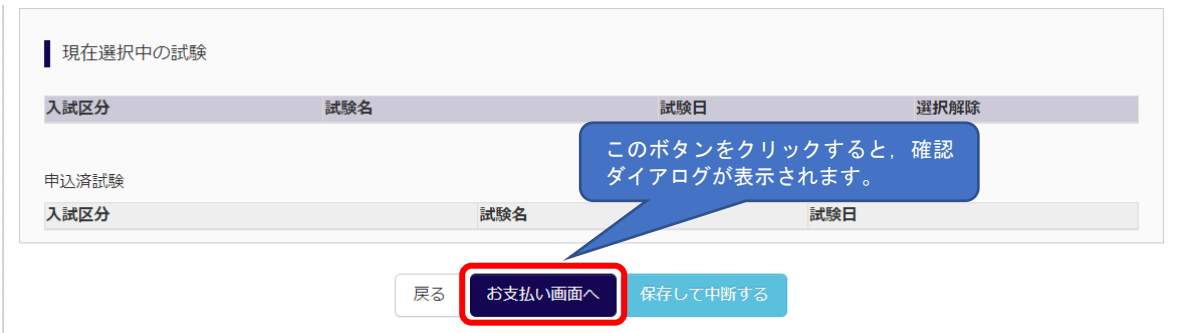 現在選択中の試験
入試区分 試験名 試験日 選択解除
このボタンをクリックすると，確認
ダイアログが表示されます。
申込済試験
入試区分 試験名 試験日
戻る お支払い画面へ 保存して中断する